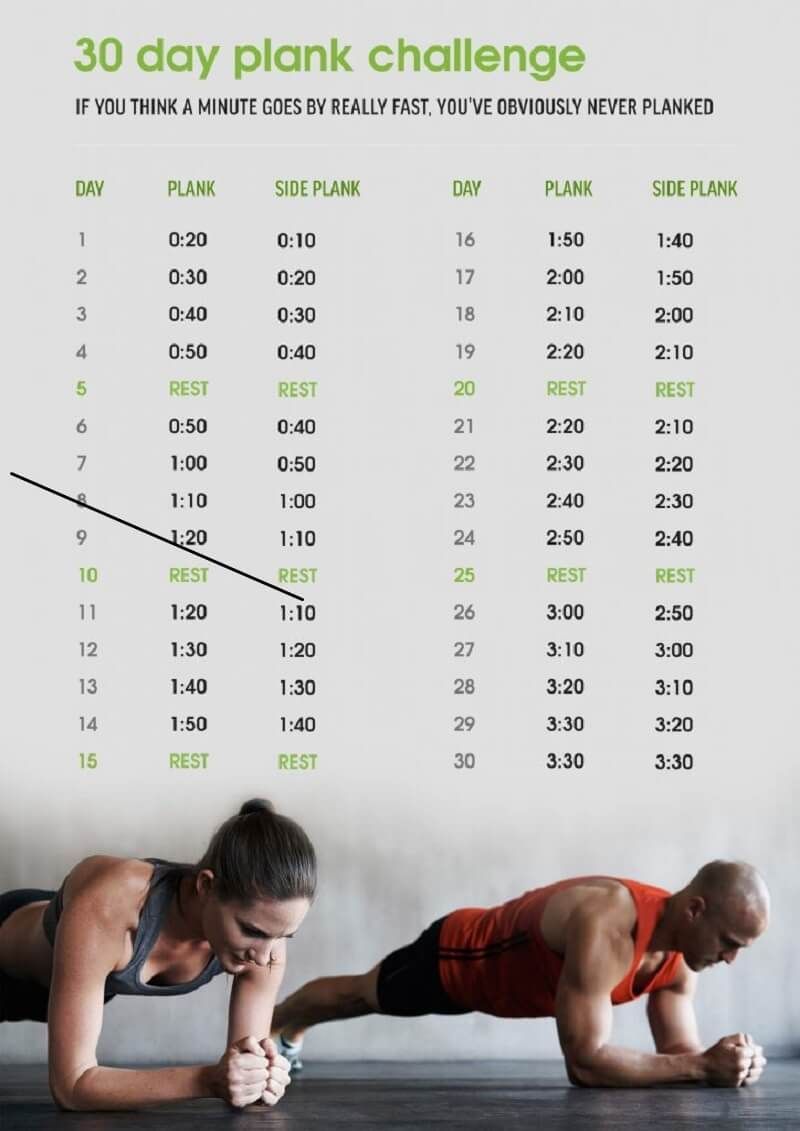 30 day plank challenge
IF YOU THINK A MINUTE GOES BY REALLY FAST, YOU'VE OBVIOUSLY NEVER PLANKED
DAY PLANK SIDE PLANK DAY PLANK SIDE PLANK
1 0:20 0:10 16 1:50 1:40
2 0:30 0:20 17 2:00 1:50
3 0:40 0:30 18 2:10 2:00
4 0:50 0:40 19 2:20 2:10
5 REST REST 20 REST REST
6 0:50 0:40 21 2:20 2:10
7 1:00 0:50 22 2:30 2:20
8 1:10 1:00 23 2:40 2:30
9 1:20 1:10 24 2:50 2:40
10 REST REST 25 REST REST
11 1:20 1:10 26 3:00 2:50
12 1:30 1:20 27 3:10 3:00
13 1:40 1:30 28 3:20 3:10
14 1:50 1:40 29 3:30 3:20
15 REST REST 30 3:30 3:30